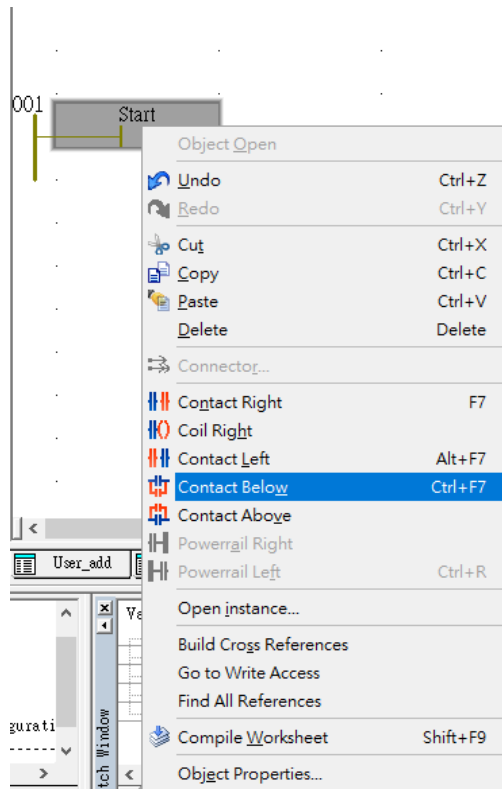 001
Start
Object Open
Undo Ctrl+Z
Redo Ctrl+Y
Cut Ctrl+X
Copy Ctrl+C
Paste Ctrl+V
Delete Delete
Connector...
Contact Right F7
Coil Right
Contact Left Alt+F7
Contact Below Ctrl+F7
Contact Above
Powerrail Right
Powerrail Left Ctrl+R
User_add
Open instance...
Build Cross References
Go to Write Access
Find All References
Compile Worksheet Shift+F9
Object Properties...